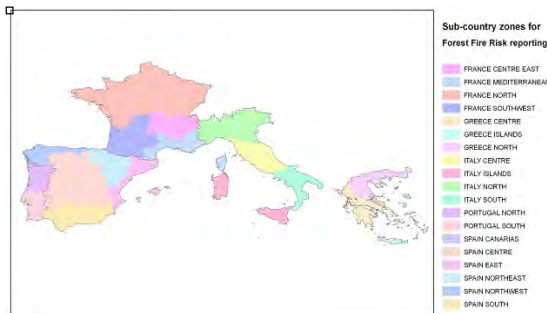 Sub-country zones for
Forest Fire Risk reporting
FRANCE CENTRE EAST
FRANCE MEDITERRANEAN
FRANCE NORTH
FRANCE SOUTHWEST
GREECE CENTRE
GREECE ISLANDS
GREECE NORTH
ITALY CENTRE
ITALY ISLANDS
ITALY NORTH
ITALY SOUTH
PORTUGAL NORTH
PORTUGAL SOUTH
SPAIN CANARIAS
SPAIN CENTRE
SPAIN EAST
SPAIN NORTHEAST
SPAIN NORTHWEST
SPAIN SOUTH